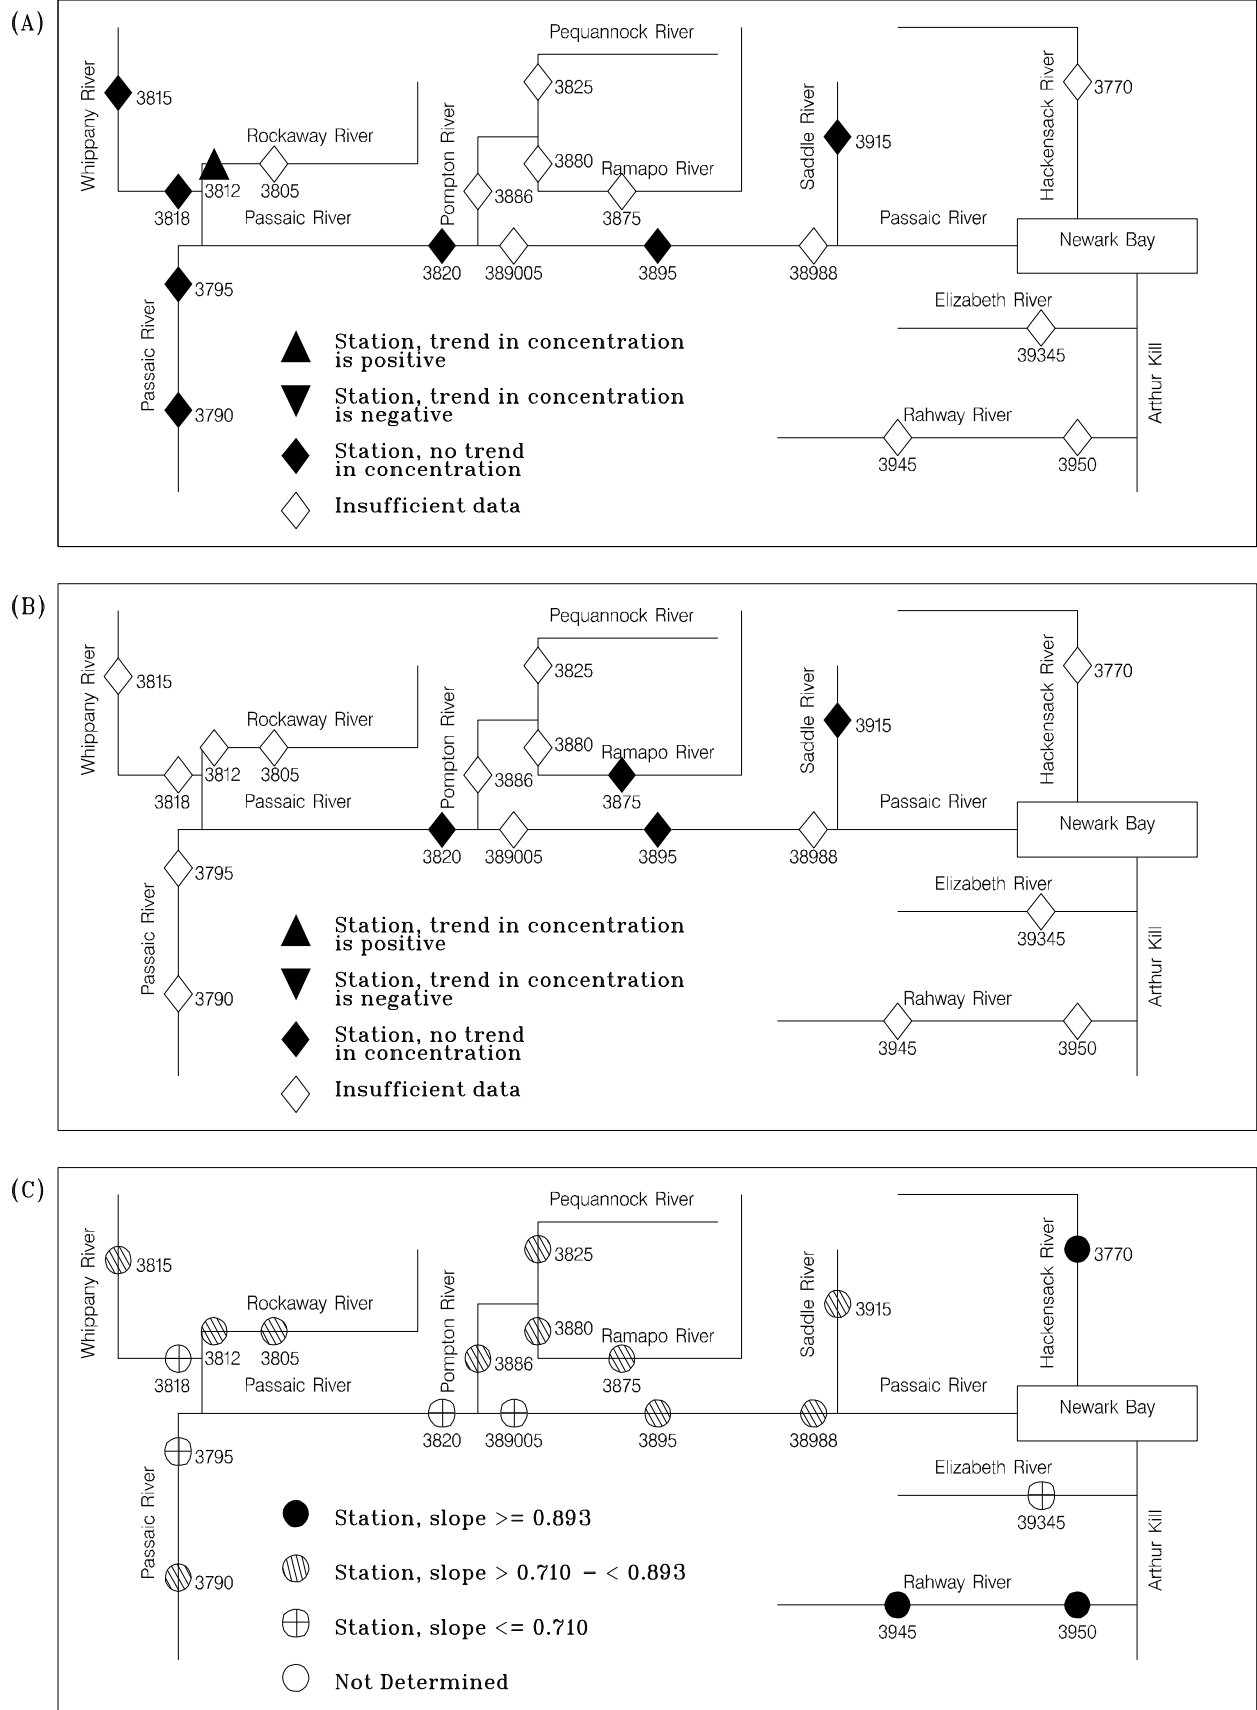 (A)
Pequannock River
Whippany River
3815
3825
Hackensack River
3770
Pompton River
Saddle River
3915
Rockaway River
3812
3805
3880
Ramapo River
3886
3875
3818
Passaic River
Passaic River
Newark Bay
3820
389005
3895
38988
3795
Elizabeth River
39345
Passaic River
3790
Arthur Kill
Rahway River
3945
3950
Station, trend in concentration
is positive
Station, trend in concentration
is negative
Station, no trend
in concentration
Insufficient data
(B)
Pequannock River
Whippany River
3815
3825
Hackensack River
3770
Pompton River
Saddle River
3915
Rockaway River
3812
3805
3880
Ramapo River
3886
3875
3818
Passaic River
Passaic River
Newark Bay
3820
389005
3895
38988
3795
Elizabeth River
39345
Passaic River
3790
Arthur Kill
Rahway River
3945
3950
Station, trend in concentration
is positive
Station, trend in concentration
is negative
Station, no trend
in concentration
Insufficient data
(C)
Pequannock River
Whippany River
3815
3825
Hackensack River
3770
Pompton River
Saddle River
3915
Rockaway River
3812
3805
3880
Ramapo River
3886
3875
3818
Passaic River
Passaic River
Newark Bay
3820
389005
3895
38988
3795
Elizabeth River
39345
Passaic River
3790
Arthur Kill
Rahway River
3945
3950
Station, slope >= 0.893
Station, slope > 0.710 – < 0.893
Station, slope <= 0.710
Not Determined